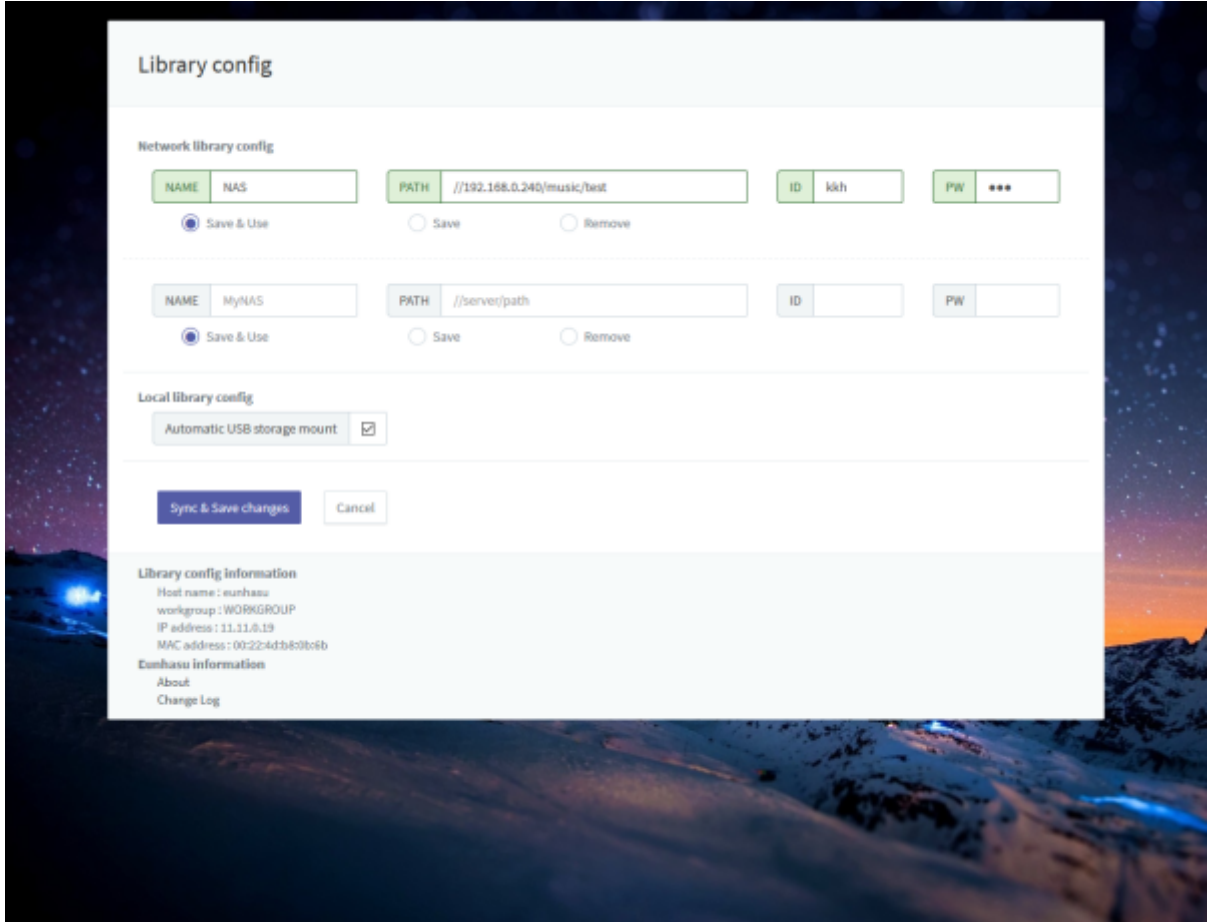 Library config
Network library config
NAME NAS PATH //192.168.0.240/music/test ID kkh PW •••
Save & Use Save Remove
NAME MyNAS PATH //server/path ID PW
Save & Use Save Remove
Local library config
Automatic USB storage mount
Sync & Save changes Cancel
Library config information
Host name : eunhasu
workgroup : WORKGROUP
IP address : 11.11.0.19
MAC address : 00:22:4d:b8:0b:6b
Eunhasu information
About
Change Log